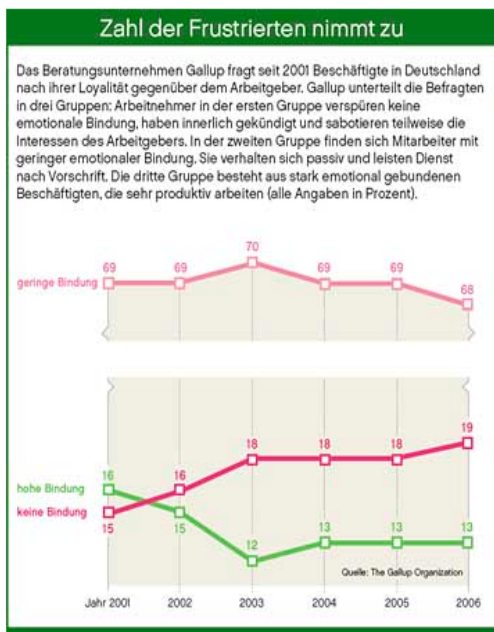 Zahl der Frustrierten nimmt zu
Das Beratungsunternehmen Gallup fragt seit 2001 Beschäftigte in Deutschland
nach ihrer Loyalität gegenüber dem Arbeitgeber. Gallup unterteilt die Befragten
in drei Gruppen: Arbeitnehmer in der ersten Gruppe verspüren keine
emotionale Bindung, haben innerlich gekündigt und sabotieren teilweise die
Interessen des Arbeitgebers. In der zweiten Gruppe finden sich Mitarbeiter mit
geringer emotionaler Bindung. Sie verhalten sich passiv und leisten Dienst
nach Vorschrift. Die dritte Gruppe besteht aus stark emotional gebundenen
Beschäftigten, die sehr produktiv arbeiten (alle Angaben in Prozent).
geringe Bindung
69 69 70 69 69 68
keine Bindung
15 16 18 18 18 19
hohe Bindung
16 15 12 13 13 13
Quelle: The Gallup Organization
Jahr 2001 2002 2003 2004 2005 2006